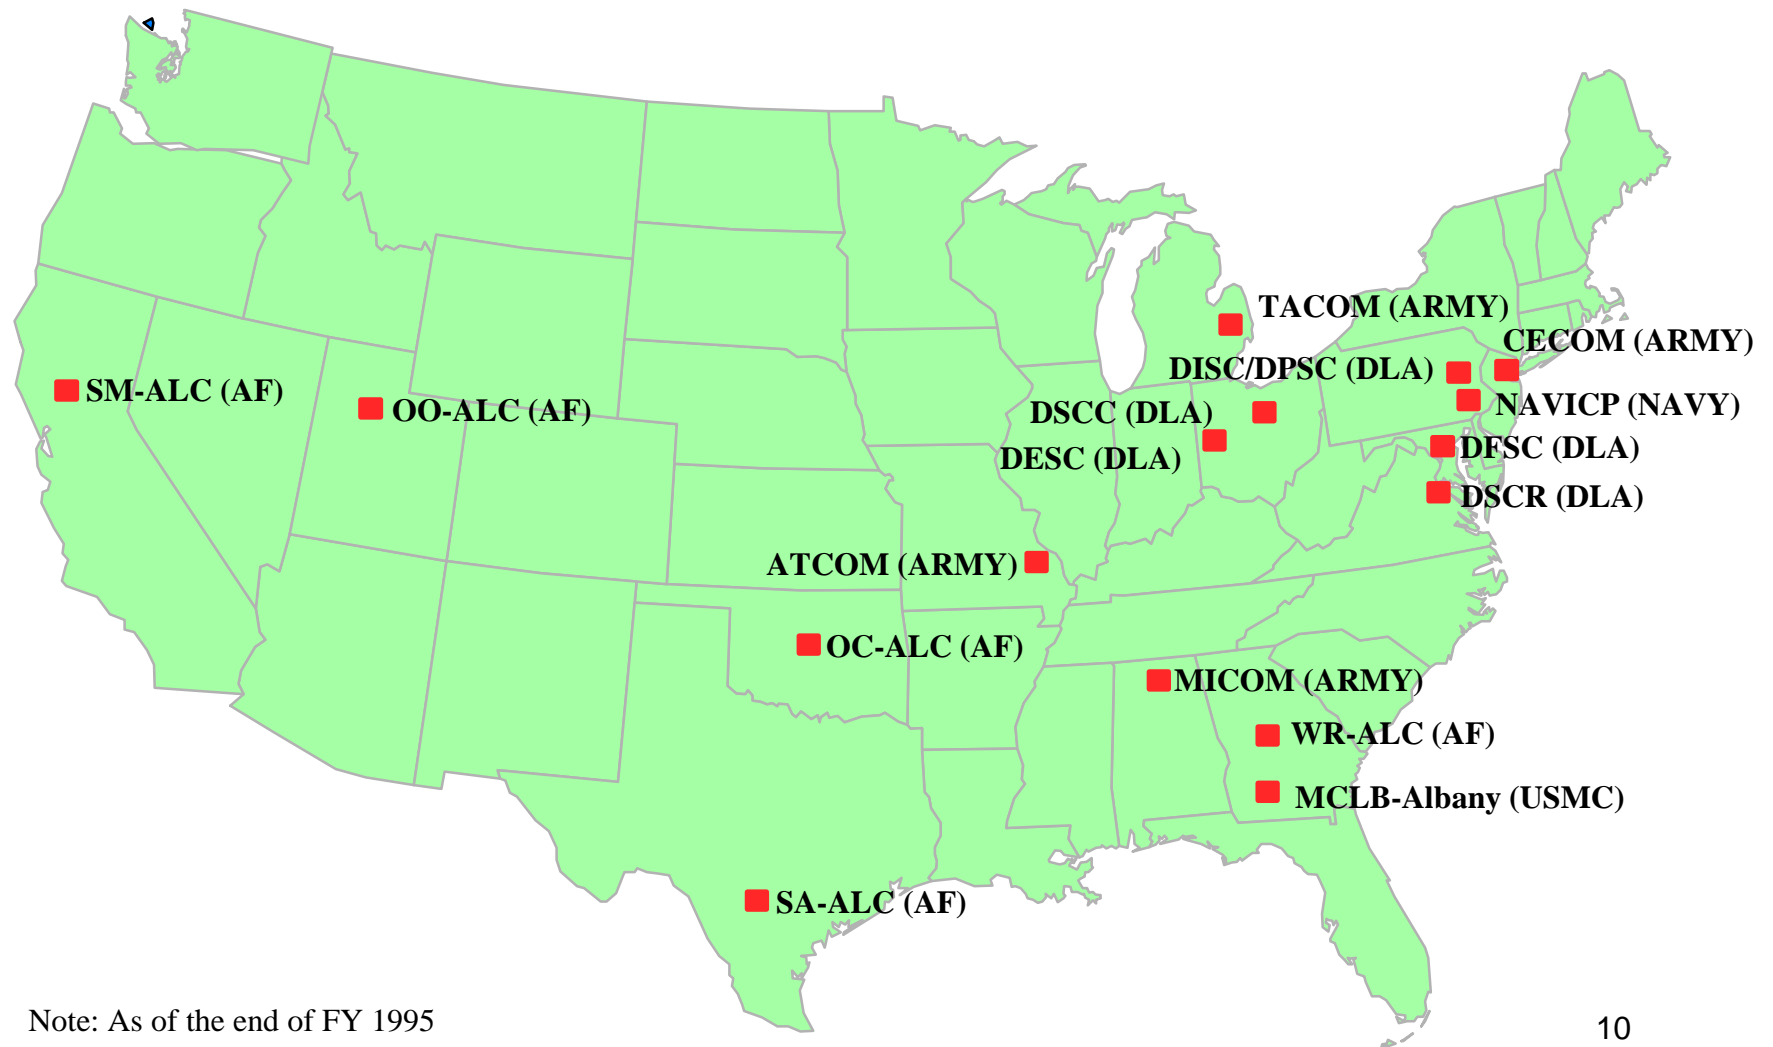 TACOM (ARMY)
CECOM (ARMY)
DISC/DPSC (DLA)
SM-ALC (AF)
OO-ALC (AF)
DSCC (DLA)
NAVICP (NAVY)
DESC (DLA)
DFSC (DLA)
DSCR (DLA)
ATCOM (ARMY)
OC-ALC (AF)
MICOM (ARMY)
WR-ALC (AF)
MCLB-Albany (USMC)
SA-ALC (AF)
Note: As of the end of FY 1995
10